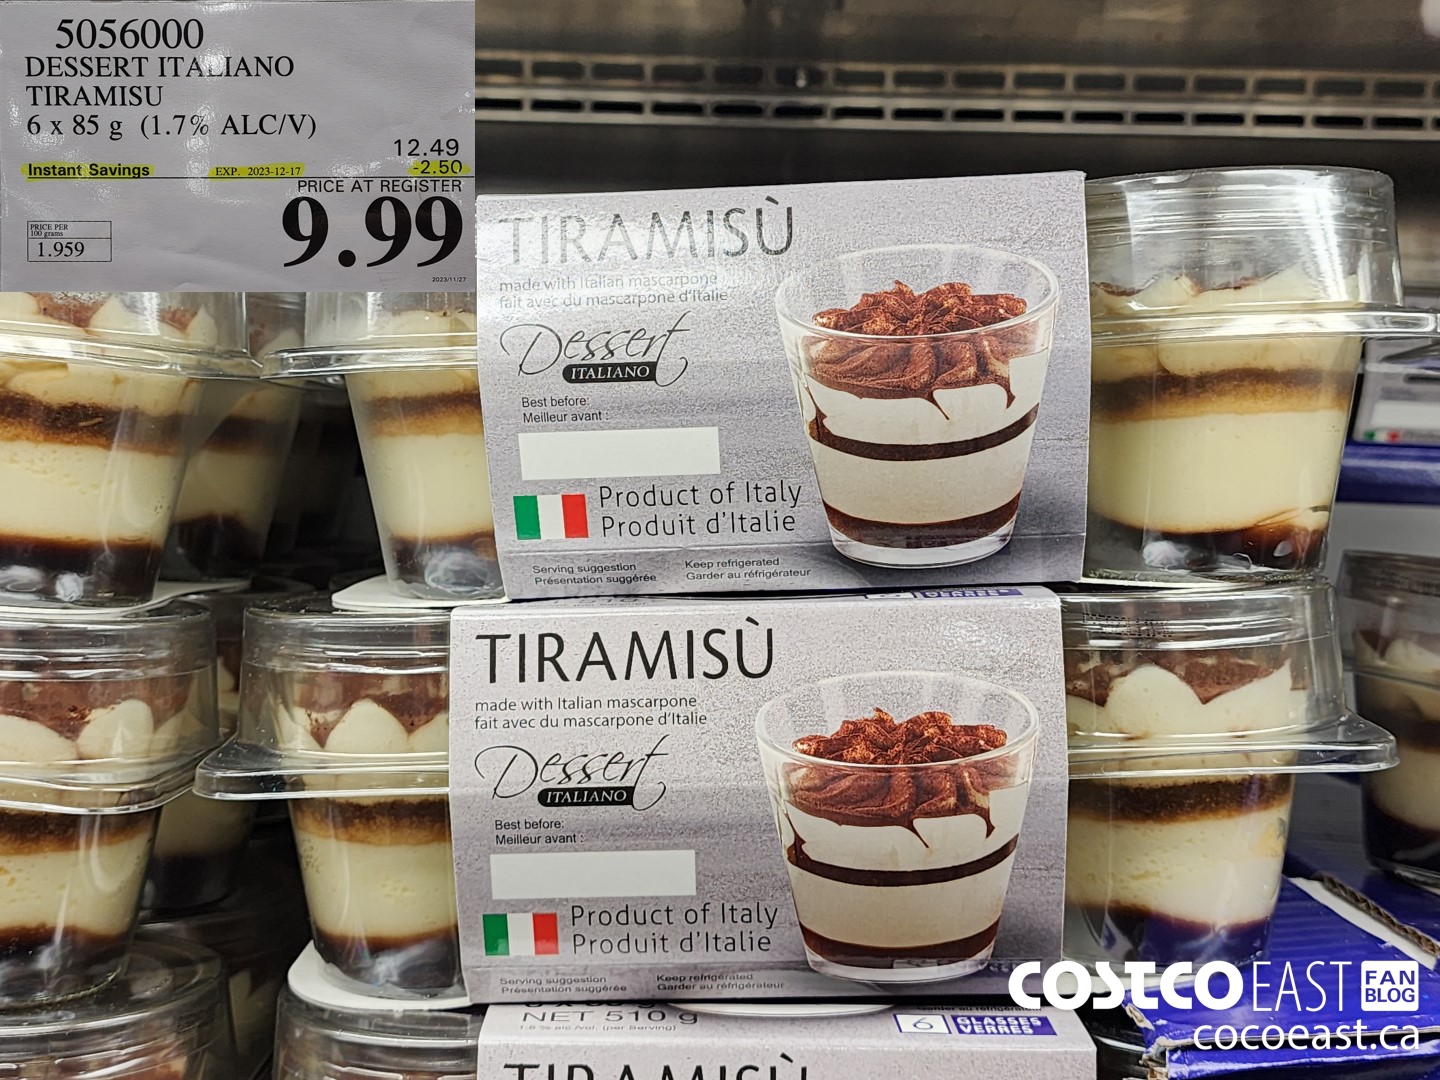 5056000
DESSERT ITALIANO
TIRAMISU
6 x 85 g (1.7% ALC/V)
12.49
Instant Savings EXP. 2023-12-17 -2.50
PRICE AT REGISTER
9.99
PRICE PER
100 grams
1.959
2023/11/27
TIRAMISÙ
made with Italian mascarpone
fait avec du mascarpone d'Italie
Dessert
ITALIANO
Best before:
Meilleur avant :
Product of Italy
Produit d'Italie
Serving suggestion
Présentation suggérée
Keep refrigerated
Garder au réfrigérateur
TIRAMISÙ
made with Italian mascarpone
fait avec du mascarpone d'Italie
Dessert
ITALIANO
Best before:
Meilleur avant :
Product of Italy
Produit d'Italie
Serving suggestion
Présentation suggérée
Keep refrigerated
Garder au réfrigérateur
NET 510 g
6 GLASSES
VERRES
TIRAMISÙ
COSTCO EAST FAN
BLOG
cocoeast.ca